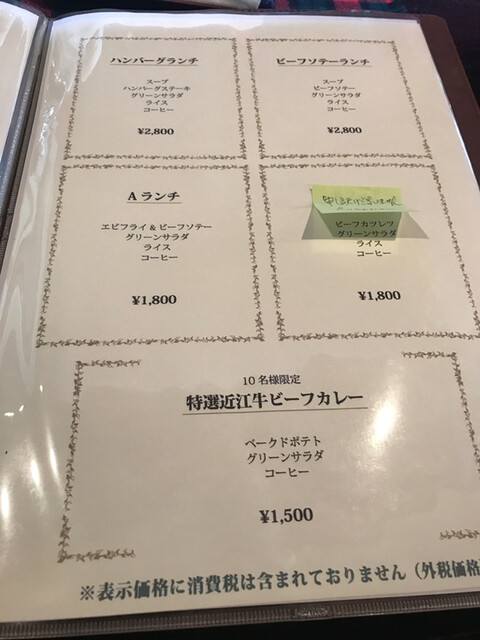 ハンバーグランチ
スープ
ハンバーグステーキ
グリーンサラダ
ライス
コーヒー
¥2,800
ビーフソテーランチ
スープ
ビーフソテー
グリーンサラダ
ライス
コーヒー
¥2,800
Aランチ
エビフライ&ビーフソテー
グリーンサラダ
ライス
コーヒー
¥1,800
申し訳ございません
ビーフカツレツ
グリーンサラダ
ライス
コーヒー
¥1,800
10名様限定
特選近江牛ビーフカレー
ベークドポテト
グリーンサラダ
コーヒー
¥1,500
※表示価格に消費税は含まれておりません(外税価格